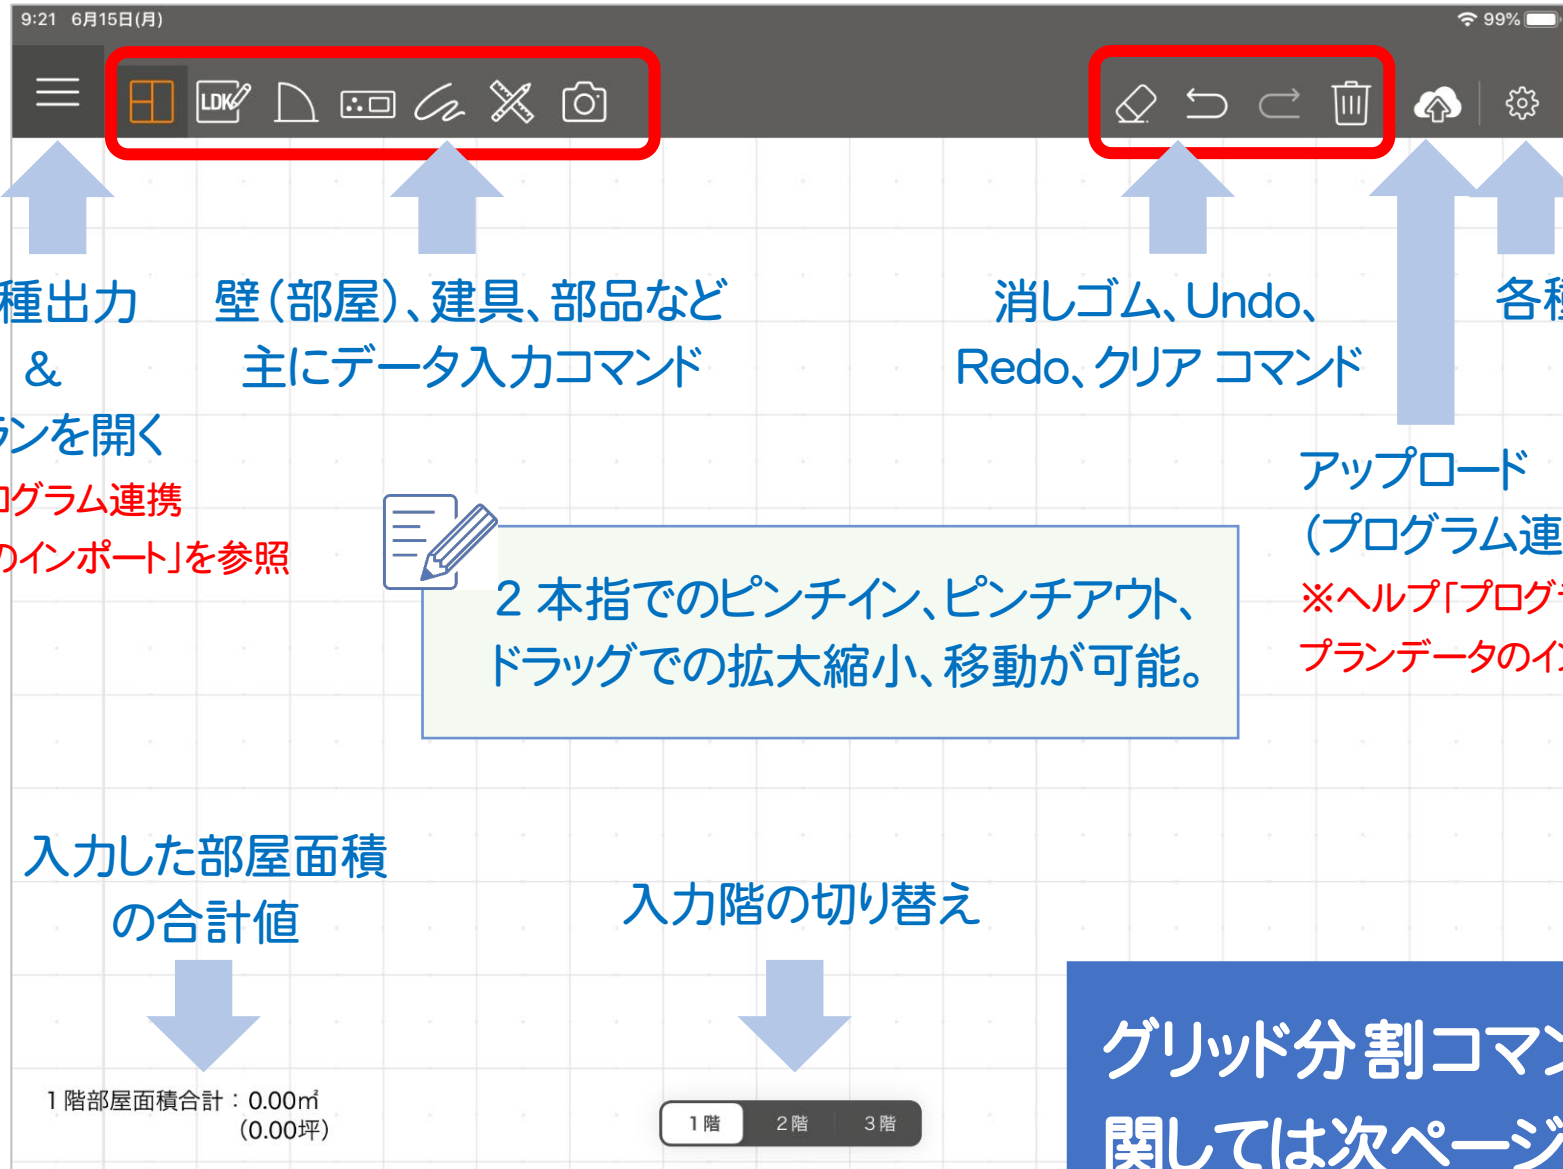 9:21 6月15日(月)
99%
LDK
種出力
&
ランを開く
ログラム連携
のインポート」を参照
壁(部屋)、建具、部品など
主にデータ入力コマンド
消しゴム、Undo、
Redo、クリア コマンド
各種
アップロード
(プログラム連
※ヘルプ「プログラ
プランデータのイン
2 本指でのピンチイン、ピンチアウト、
ドラッグでの拡大縮小、移動が可能。
入力した部屋面積
の合計値
入力階の切り替え
1階部屋面積合計:0.00㎡
(0.00坪)
1階 2階 3階
グリッド分割コマン
関しては次ページ